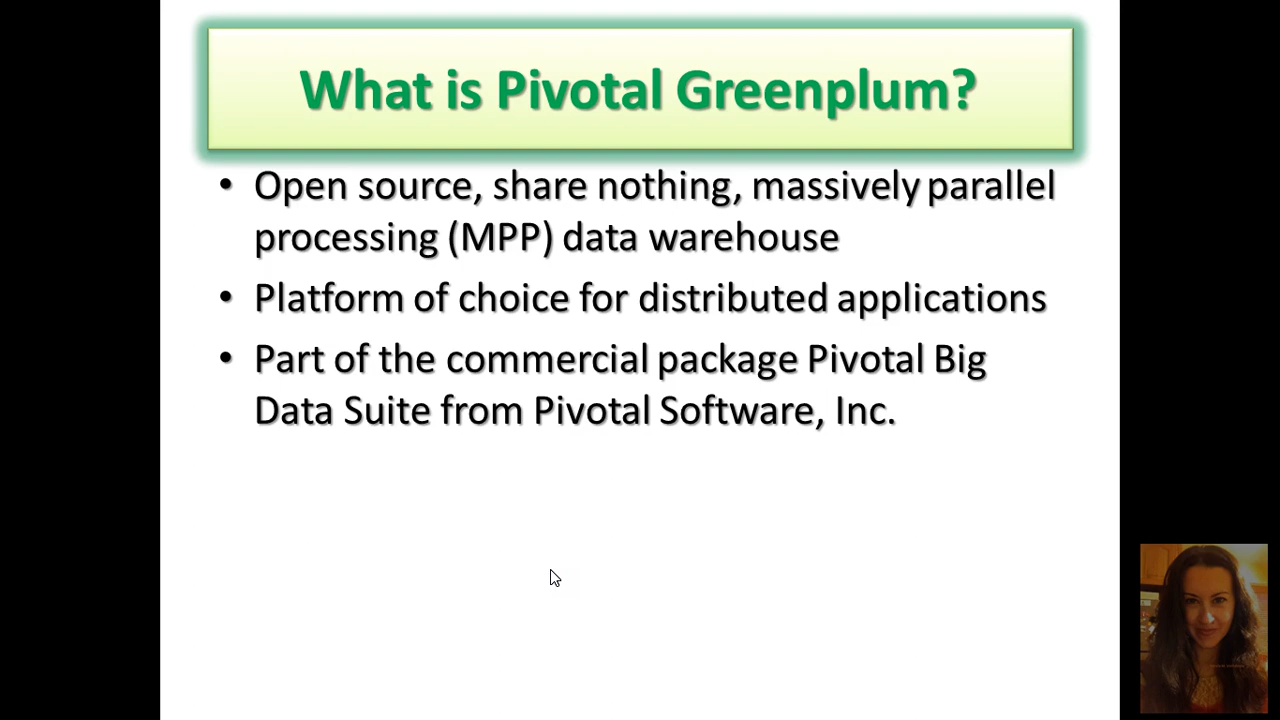 What is Pivotal Greenplum?
• Open source, share nothing, massively parallel
processing (MPP) data warehouse
• Platform of choice for distributed applications
• Part of the commercial package Pivotal Big
Data Suite from Pivotal Software, Inc.